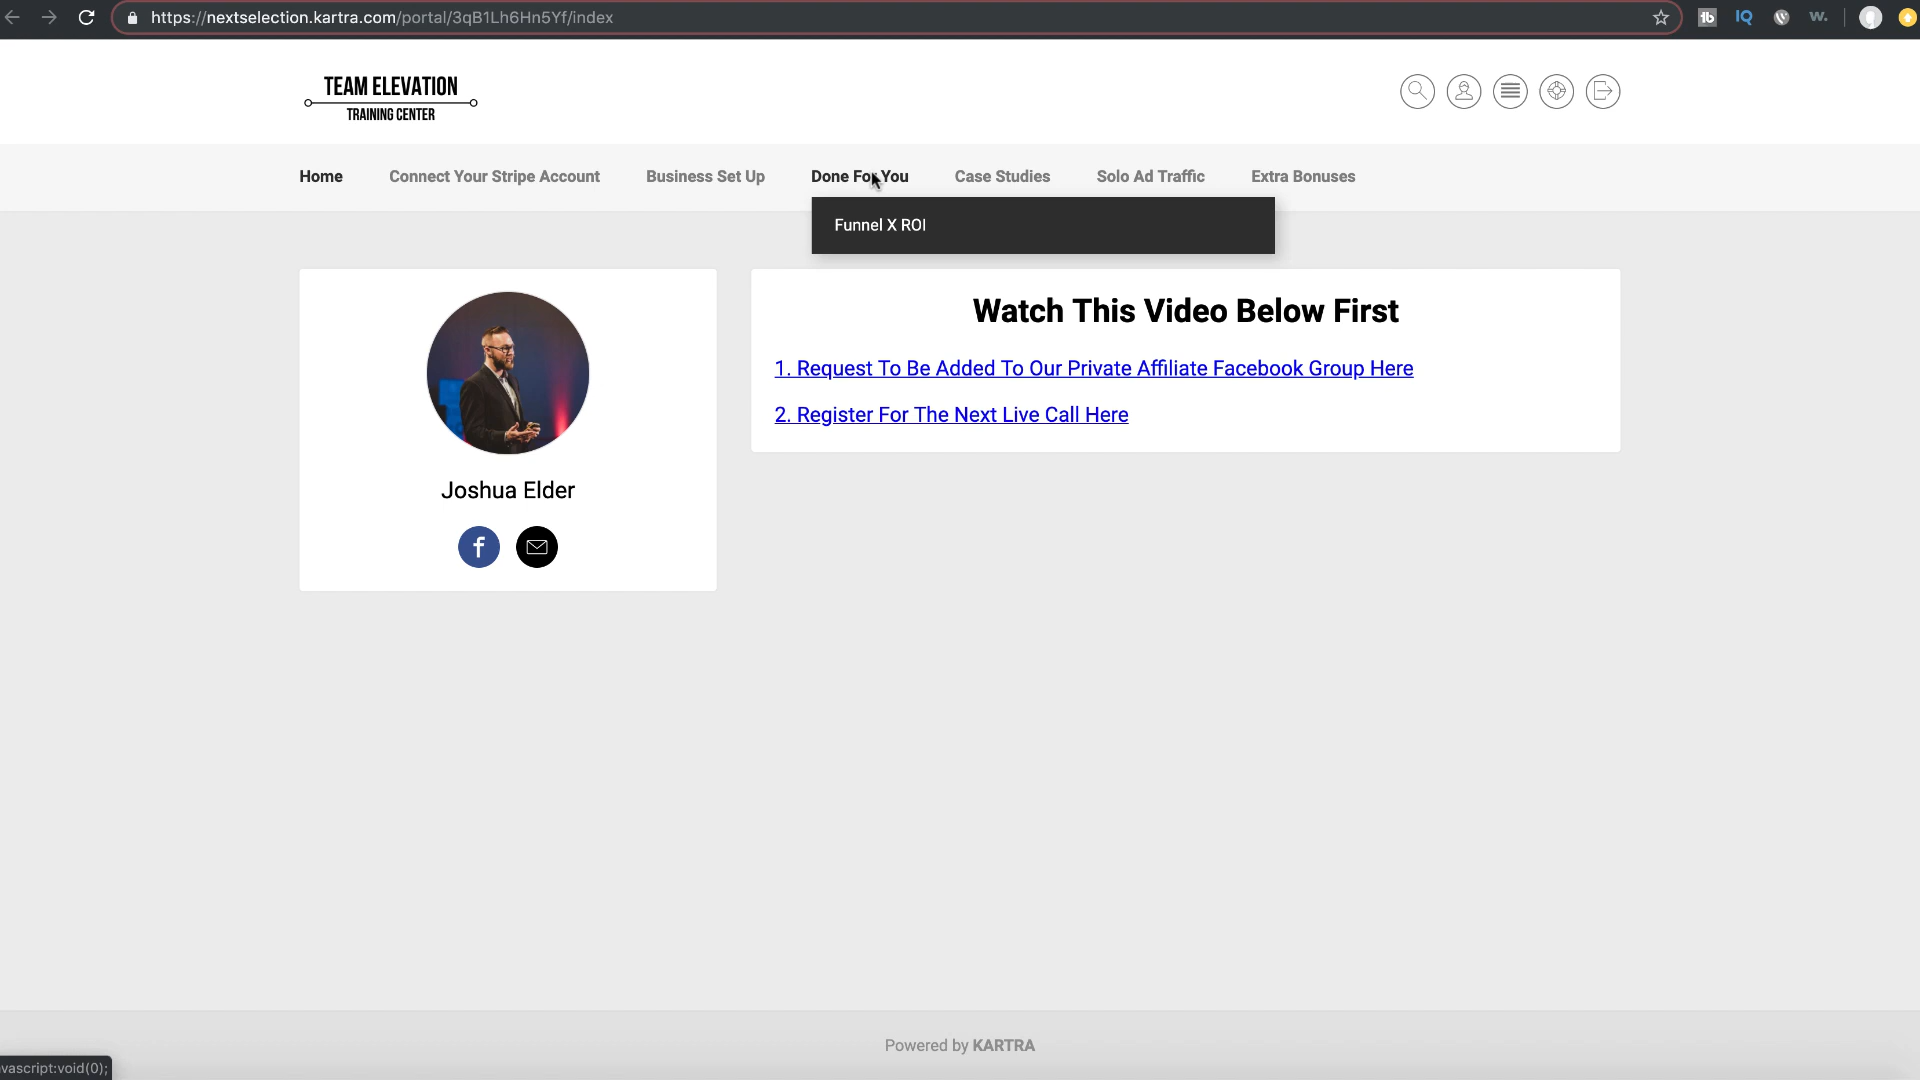 https://nextselection.kartra.com/portal/3qB1Lh6Hn5Yf/index
tb IQ w.
TEAM ELEVATION
TRAINING CENTER
Home Connect Your Stripe Account Business Set Up Done For You Case Studies Solo Ad Traffic Extra Bonuses
Funnel X ROI
Watch This Video Below First
1. Request To Be Added To Our Private Affiliate Facebook Group Here
2. Register For The Next Live Call Here
Joshua Elder
f
Powered by KARTRA
vascript:void(0);